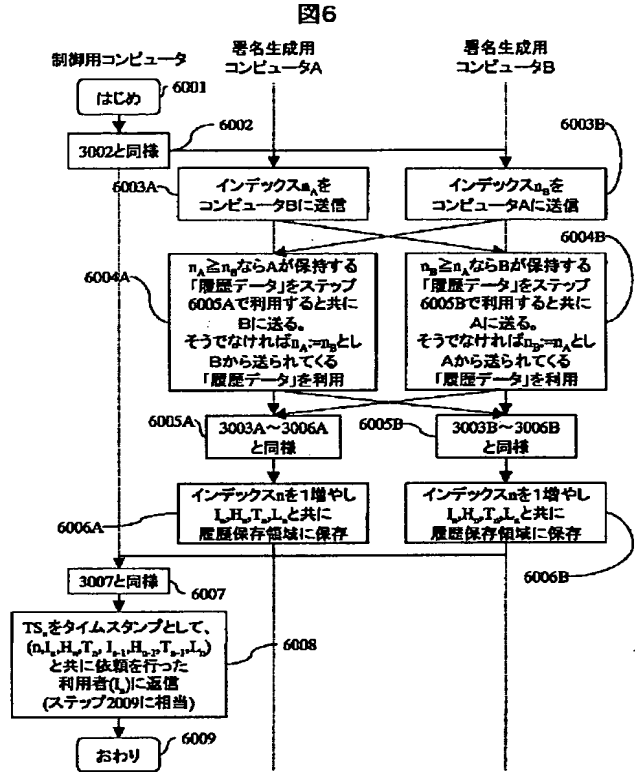 図6
制御用コンピュータ
署名生成用
コンピュータA
署名生成用
コンピュータB
はじめ
6001
3002と同様
6002
6003A
インデックスnAを
コンピュータBに送信
インデックスnBを
コンピュータAに送信
6003B
6004A
nA≧nBならAが保持する
「履歴データ」をステップ
6005Aで利用すると共に
Bに送る。
そうでなければnA:=nBとし
Bから送られてくる
「履歴データ」を利用
nB≧nAならBが保持する
「履歴データ」をステップ
6005Bで利用すると共に
Aに送る。
そうでなければnB:=nAとし
Aから送られてくる
「履歴データ」を利用
6004B
6005A
3003A～3006A
と同様
6005B
3003B～3006B
と同様
6006A
インデックスnを1増やし
In,Hn,Tn,Lnと共に
履歴保存領域に保存
インデックスnを1増やし
In,Hn,Tn,Lnと共に
履歴保存領域に保存
6006B
3007と同様
6007
TSnをタイムスタンプとして、
(n,In,Hn,Tn, In-1,Hn-1,Tn-1,Ln)
と共に依頼を行った
利用者(In)に返信
(ステップ2009に相当)
6008
おわり
6009